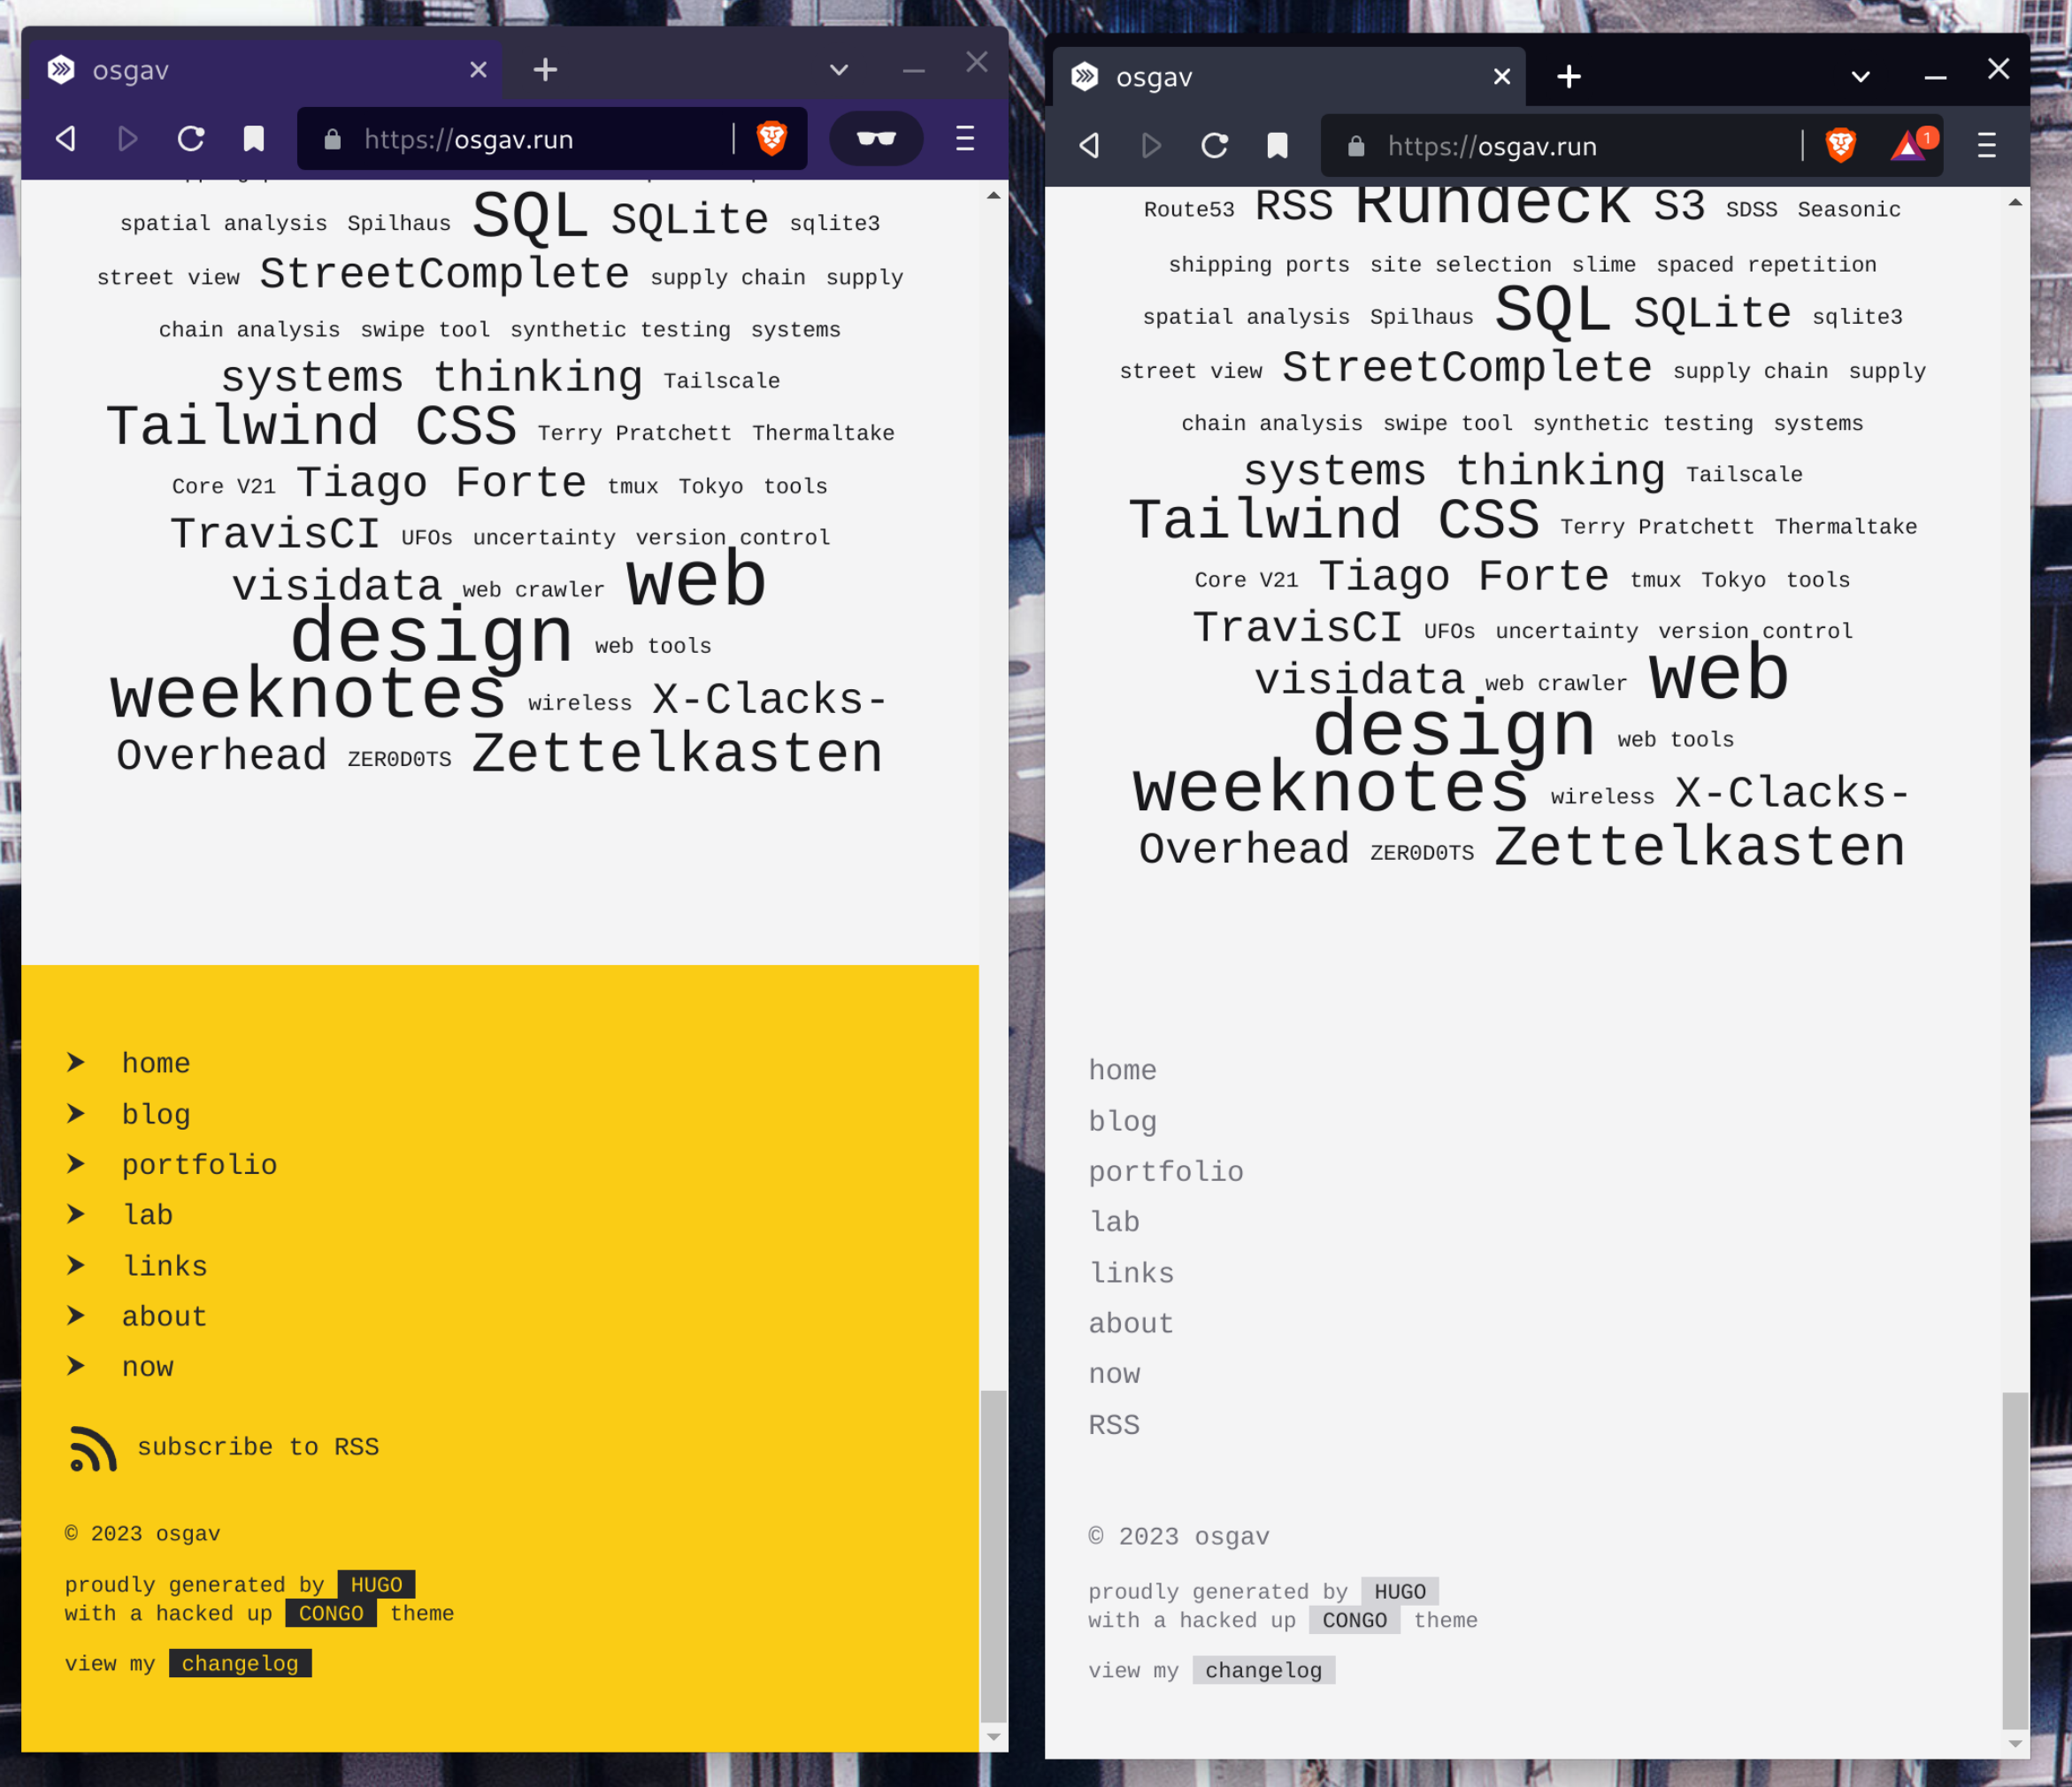 osgav
https://osgav.run
spatial analysis Spilhaus SQL SQLite sqlite3
street view StreetComplete supply chain supply
chain analysis swipe tool synthetic testing systems
systems thinking Tailscale
Tailwind CSS Terry Pratchett Thermaltake
Core V21 Tiago Forte tmux Tokyo tools
TravisCI UFOs uncertainty version control
visidata web crawler web
design web tools
weeknotes wireless X-Clacks-
Overhead ZER0D0TS Zettelkasten
home
blog
portfolio
lab
links
about
now
subscribe to RSS
© 2023 osgav
proudly generated by HUGO
with a hacked up CONGO theme
view my changelog
osgav
https://osgav.run
1
Route53 RSS Rundeck S3 SDSS Seasonic
shipping ports site selection slime spaced repetition
spatial analysis Spilhaus SQL SQLite sqlite3
street view StreetComplete supply chain supply
chain analysis swipe tool synthetic testing systems
systems thinking Tailscale
Tailwind CSS Terry Pratchett Thermaltake
Core V21 Tiago Forte tmux Tokyo tools
TravisCI UFOs uncertainty version control
visidata web crawler web
design web tools
weeknotes wireless X-Clacks-
Overhead ZER0D0TS Zettelkasten
home
blog
portfolio
lab
links
about
now
RSS
© 2023 osgav
proudly generated by HUGO
with a hacked up CONGO theme
view my changelog